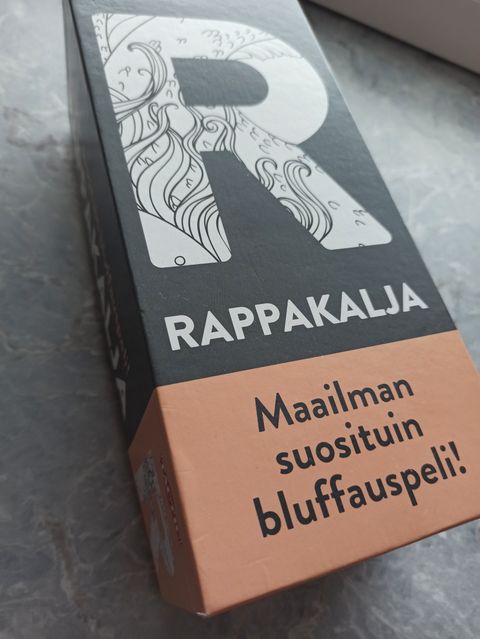 R
RAPPAKALJA
Maailman
suosituin
bluffauspeli!